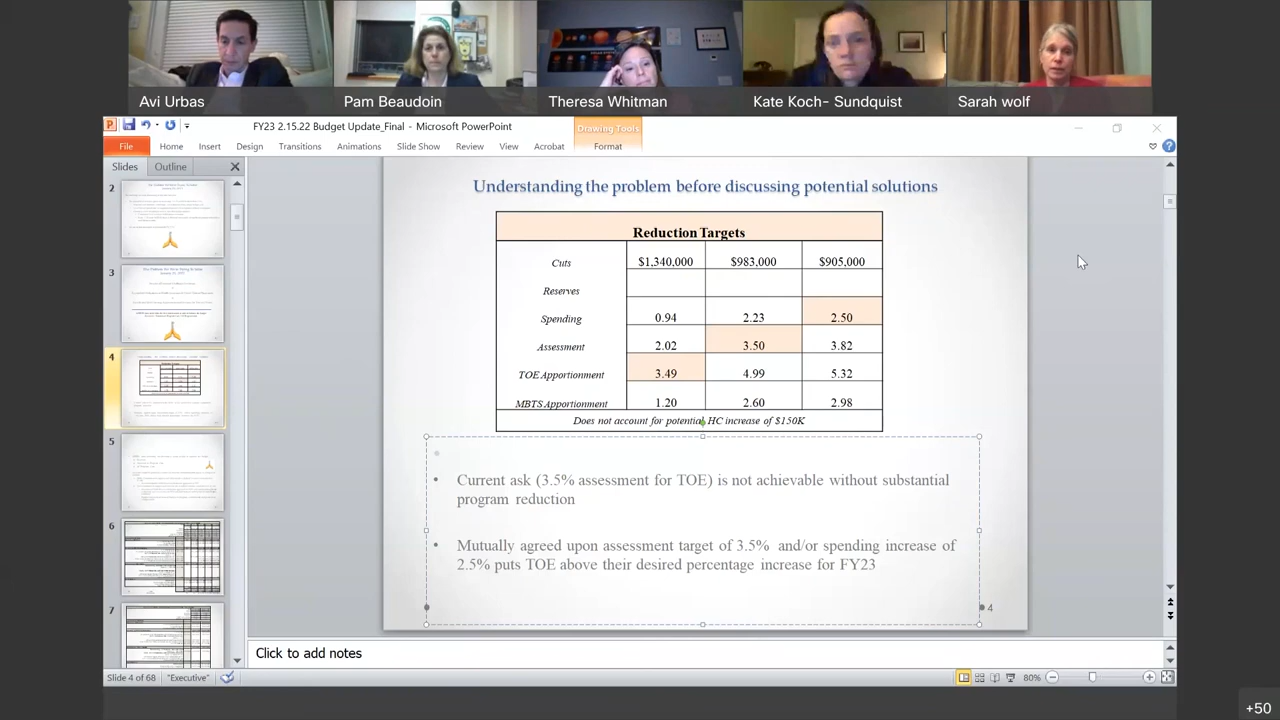 Avi Urbas
Pam Beaudoin
Theresa Whitman
Kate Koch- Sundquist
Sarah wolf
FY23 2.15.22 Budget Update_Final - Microsoft PowerPoint
Drawing Tools
File Home Insert Design Transitions Animations Slide Show Review View Acrobat Format
Slides Outline
2
3
4
5
6
7
Understanding the problem before discussing potential solutions
Reduction Targets
Cuts $1,340,000 $983,000 $905,000
Reserves
Spending 0.94 2.23 2.50
Assessment 2.02 3.50 3.82
TOE Apportionment 3.49 4.99 5.32
MBTS Apportionment 1.20 2.60 2.98
Does not account for potential HC increase of $150K
• Current ask (3.5% assessment for TOE) is not achievable without substantial
program reduction
• Mutually agreed upon assessment target of 3.5% and/or spending increase of
2.5% puts TOE above their desired percentage increase for FY23
4
Click to add notes
Slide 4 of 68 "Executive" 80%
+50